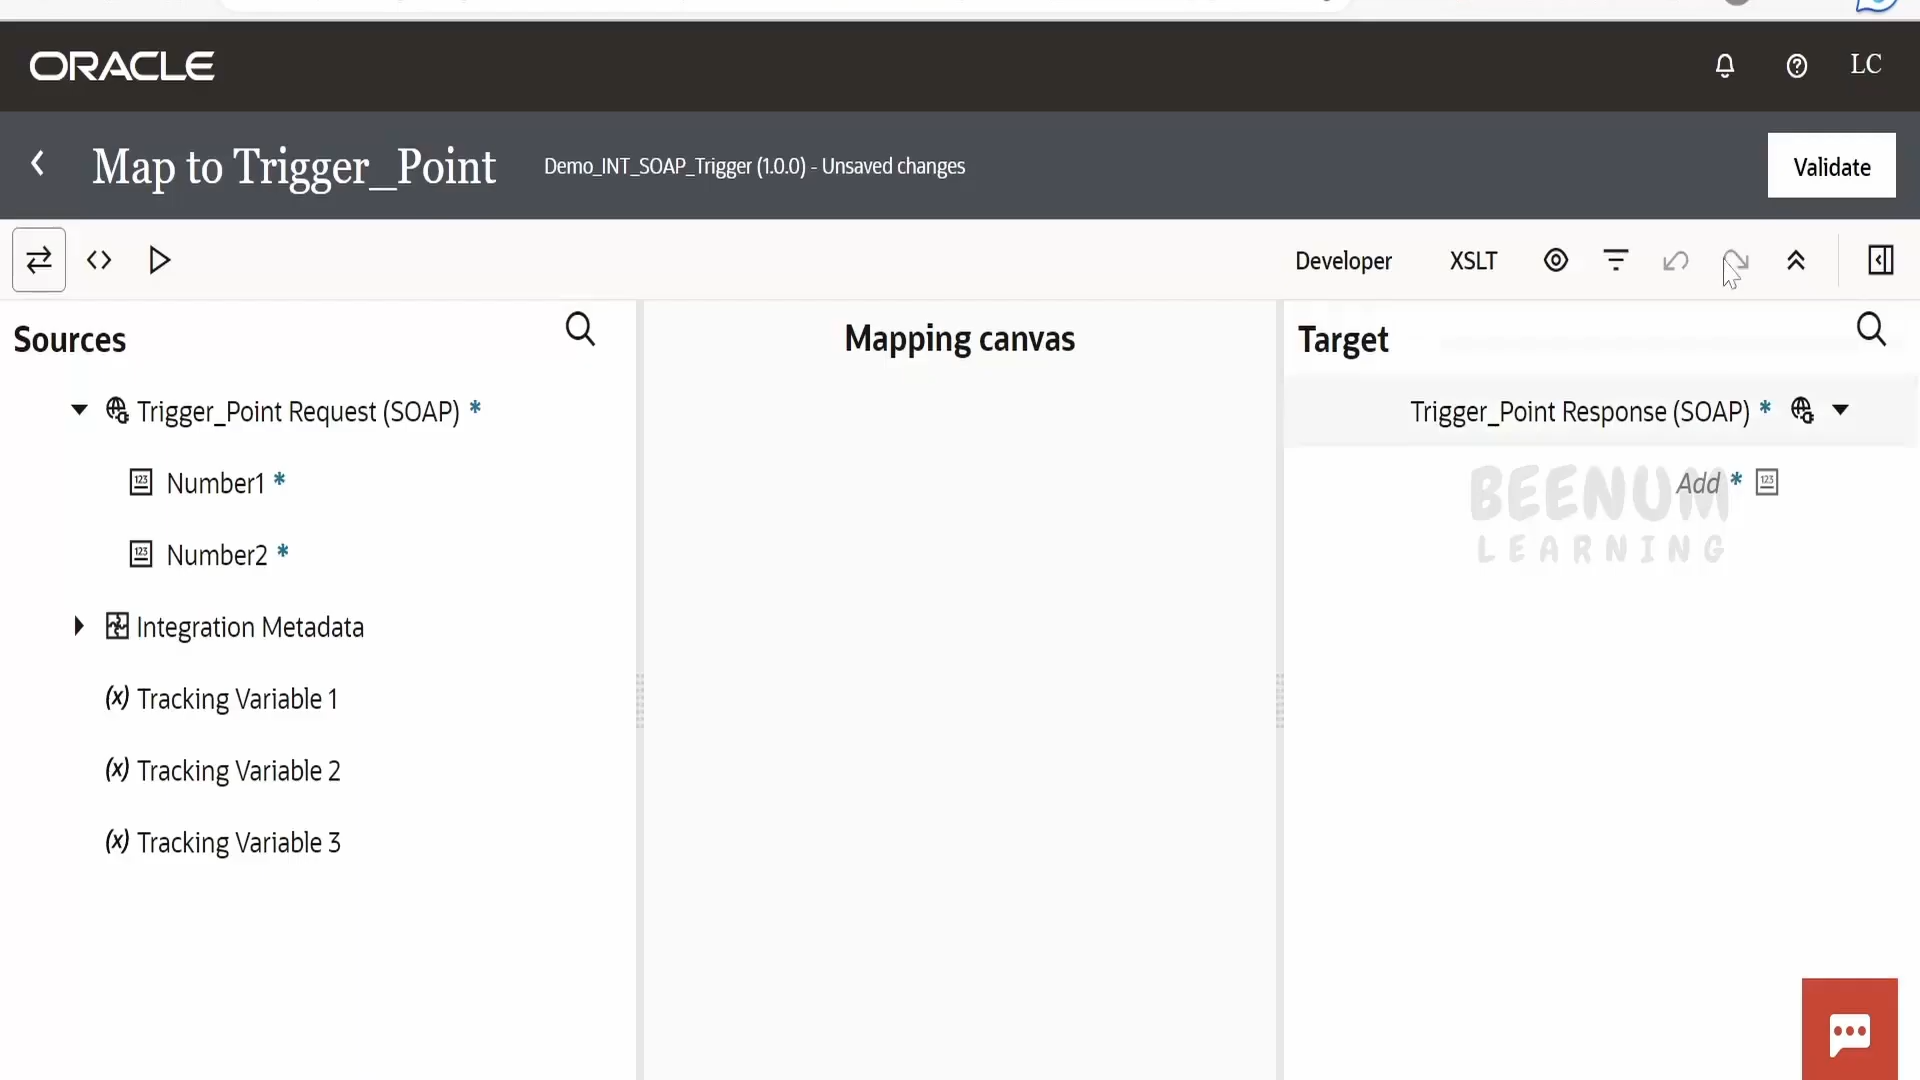 ORACLE
LC
Map to Trigger_Point
Demo_INT_SOAP_Trigger (1.0.0) - Unsaved changes
Validate
Developer
XSLT
Sources
Mapping canvas
Target
Trigger_Point Request (SOAP) *
Trigger_Point Response (SOAP) *
Number1 *
Add *
BEENUM
LEARNING
Number2 *
Integration Metadata
(x) Tracking Variable 1
(x) Tracking Variable 2
(x) Tracking Variable 3